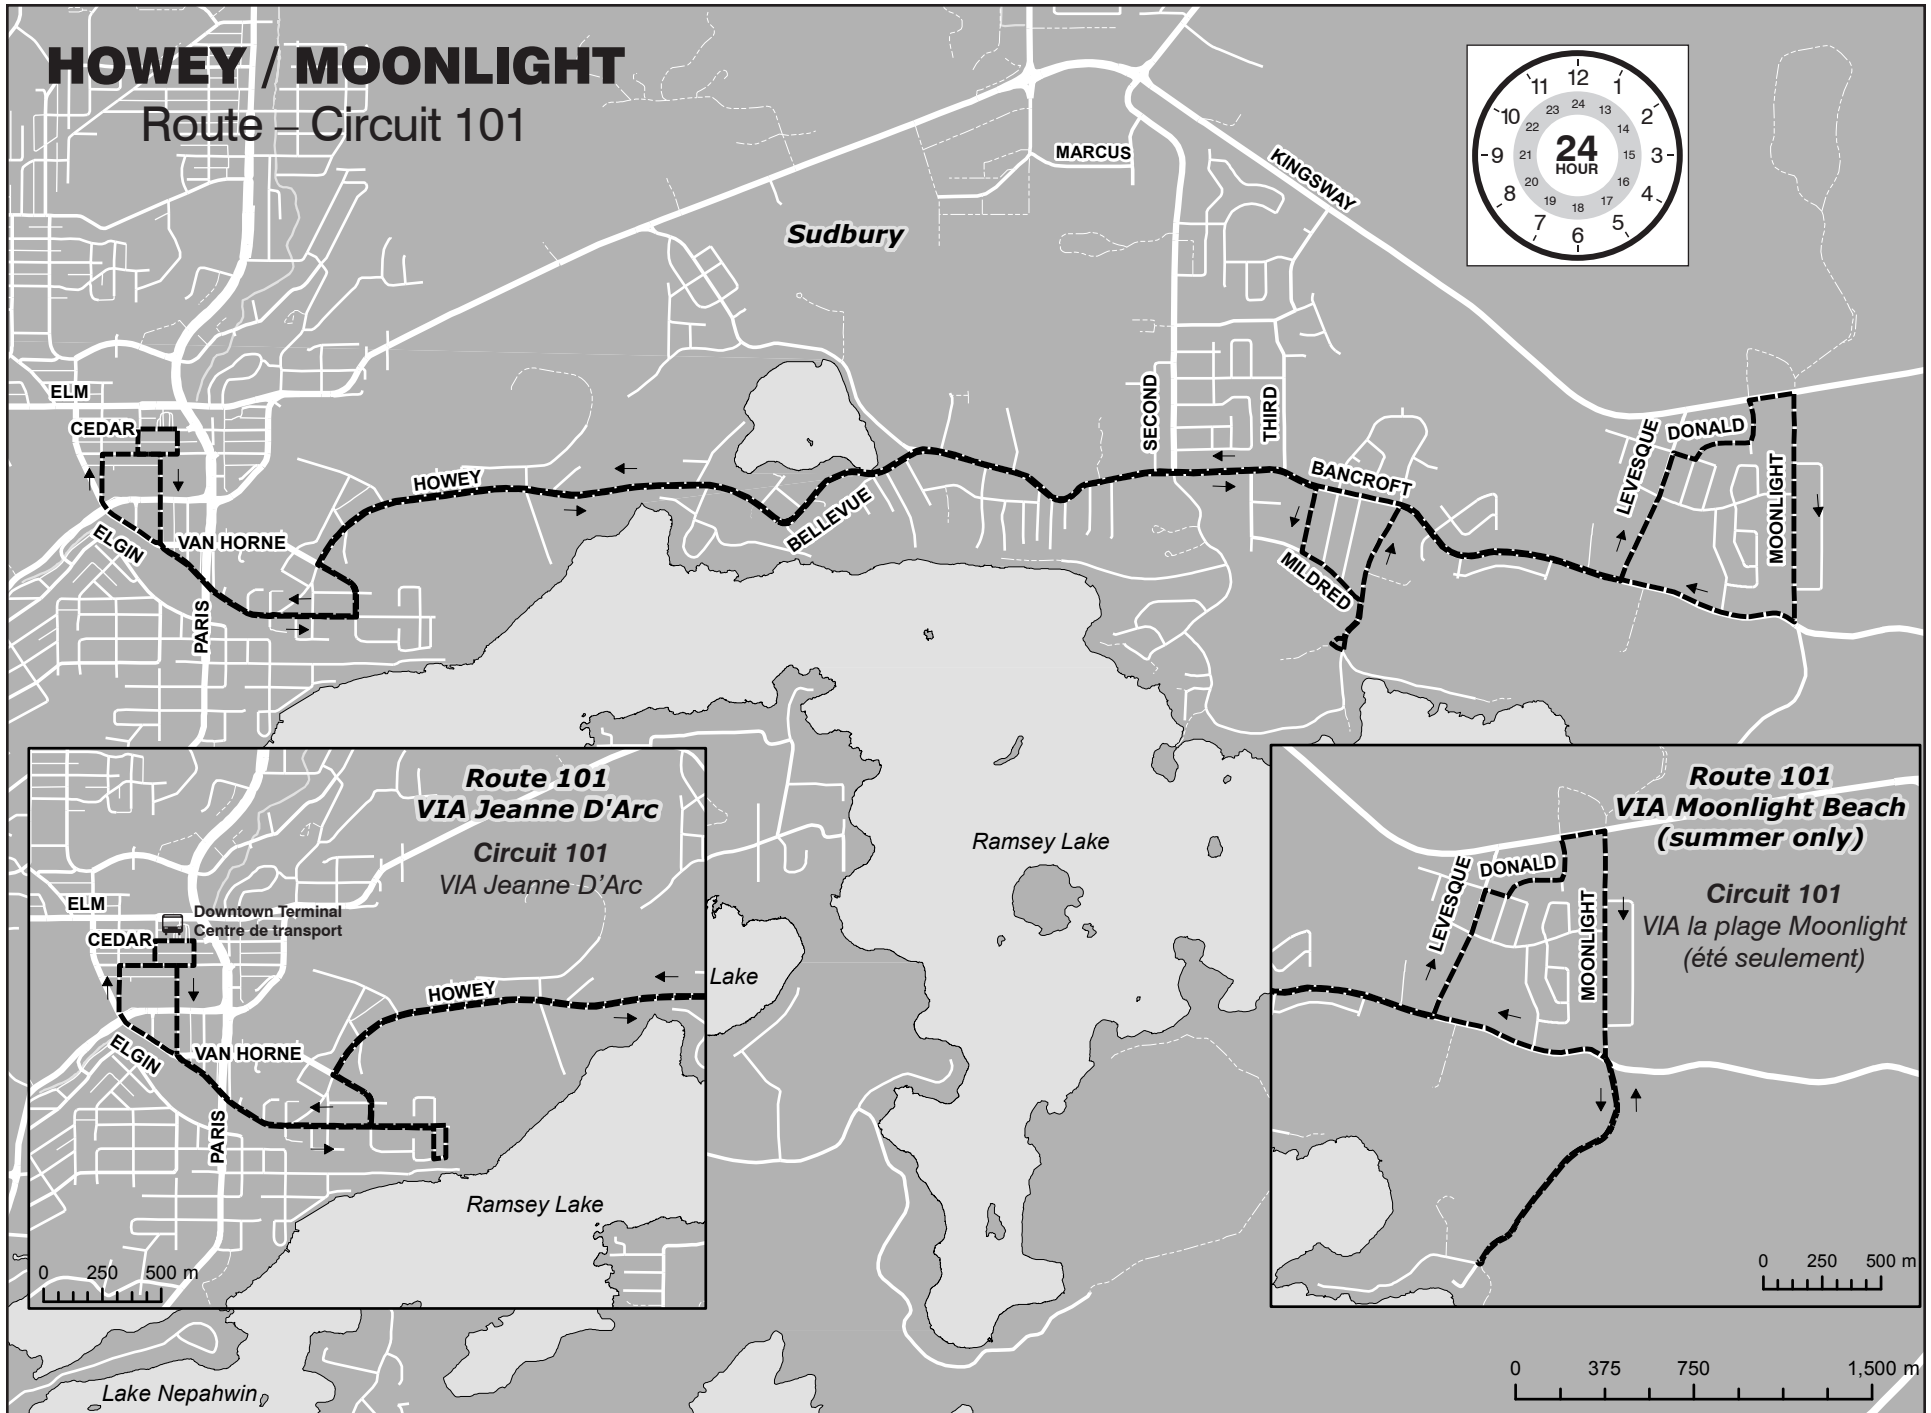 HOWEY / MOONLIGHT
Route – Circuit 101
12
1
2
3
4
5
6
7
8
9
10
11
24
13
14
15
16
17
18
19
20
21
22
23
24
HOUR
MARCUS
KINGSWAY
Sudbury
ELM
CEDAR
HOWEY
BELLEVUE
SECOND
THIRD
BANCROFT
MILDRED
LEVESQUE
DONALD
MOONLIGHT
ELGIN
VAN HORNE
PARIS
Route 101
VIA Jeanne D'Arc
Circuit 101
VIA Jeanne D'Arc
ELM
Downtown Terminal
Centre de transport
CEDAR
HOWEY
ELGIN
VAN HORNE
PARIS
Ramsey Lake
0 250 500 m
Lake
Ramsey Lake
Route 101
VIA Moonlight Beach
(summer only)
Circuit 101
VIA la plage Moonlight
(été seulement)
LEVESQUE
DONALD
MOONLIGHT
0 250 500 m
Lake Nepahwin
0 375 750 1,500 m